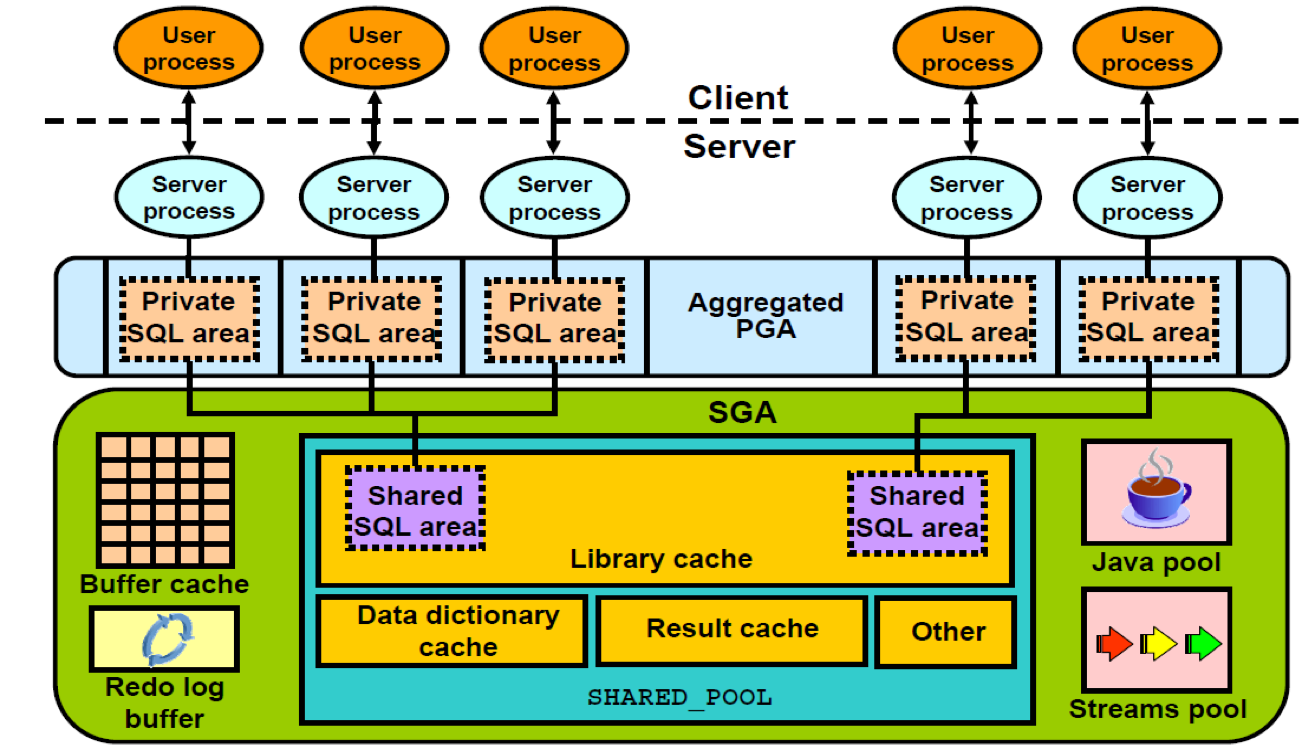 User
process
User
process
User
process
User
process
User
process
Client
Server
Server
process
Server
process
Server
process
Server
process
Server
process
Private
SQL area
Private
SQL area
Private
SQL area
Aggregated
PGA
Private
SQL area
Private
SQL area
SGA
Shared
SQL area
Shared
SQL area
Library cache
Buffer cache
Java pool
Data dictionary
cache
Result cache
Other
Redo log
buffer
SHARED_POOL
Streams pool